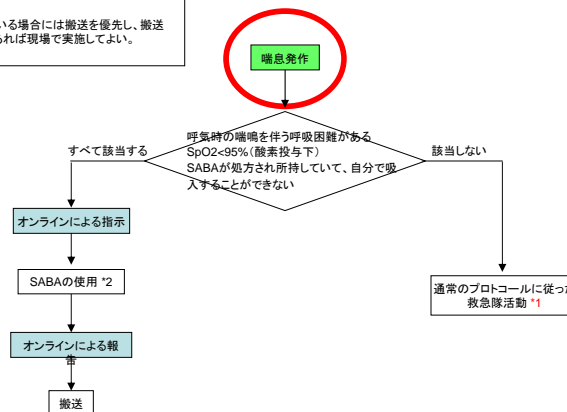 いる場合には搬送を優先し、搬送
れば現場で実施してよい。
喘息発作
呼気時の喘鳴を伴う呼吸困難がある
SpO2<95%(酸素投与下)
SABAが処方され所持していて、自分で吸
入することができない
すべて該当する
該当しない
オンラインによる指示
SABAの使用 *2
通常のプロトコールに従った
救急隊活動 *1
オンラインによる報
告
搬送